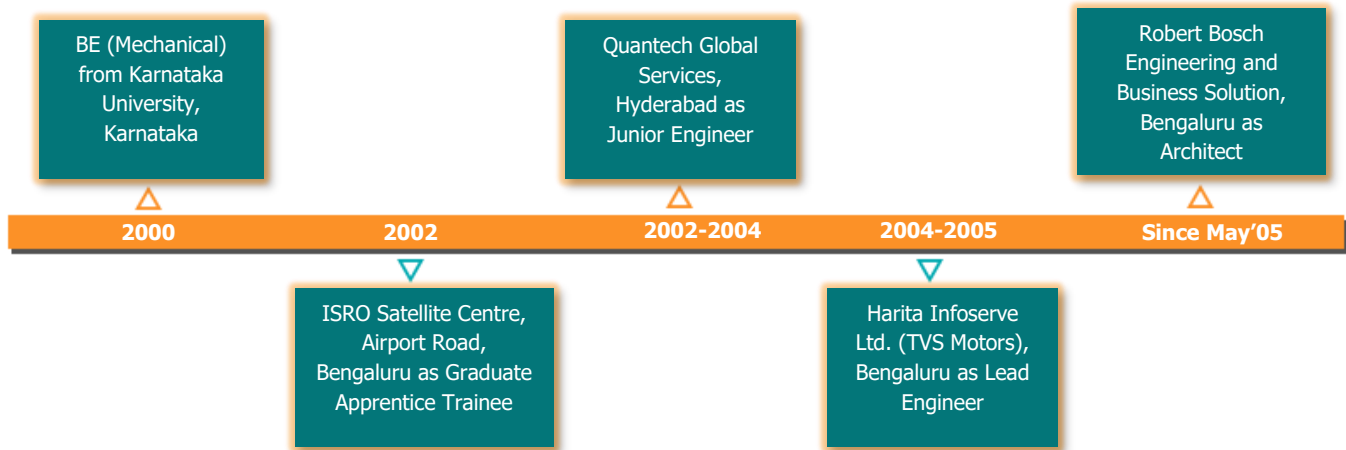 BE (Mechanical)
from Karnataka
University,
Karnataka
Quantech Global
Services,
Hyderabad as
Junior Engineer
Robert Bosch
Engineering and
Business Solution,
Bengaluru as
Architect
2000
2002
2002-2004
2004-2005
Since May’05
ISRO Satellite Centre,
Airport Road,
Bengaluru as Graduate
Apprentice Trainee
Harita Infoserve
Ltd. (TVS Motors),
Bengaluru as Lead
Engineer